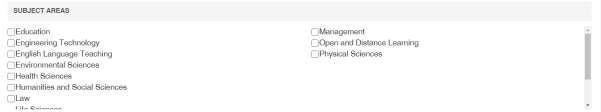 SUBJECT AREAS
Education
Engineering Technology
English Language Teaching
Environmental Sciences
Health Sciences
Humanities and Social Sciences
Law
Life Sciences
Management
Open and Distance Learning
Physical Sciences